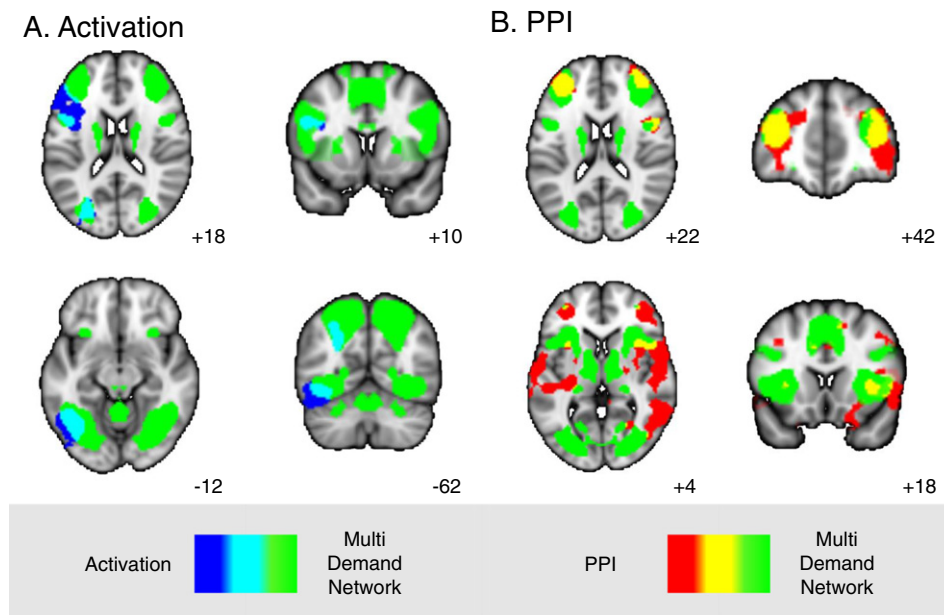 A. Activation
B. PPI
+18
+10
+22
+42
-12
-62
+4
+18
Activation
Multi
Demand
Network
PPI
Multi
Demand
Network